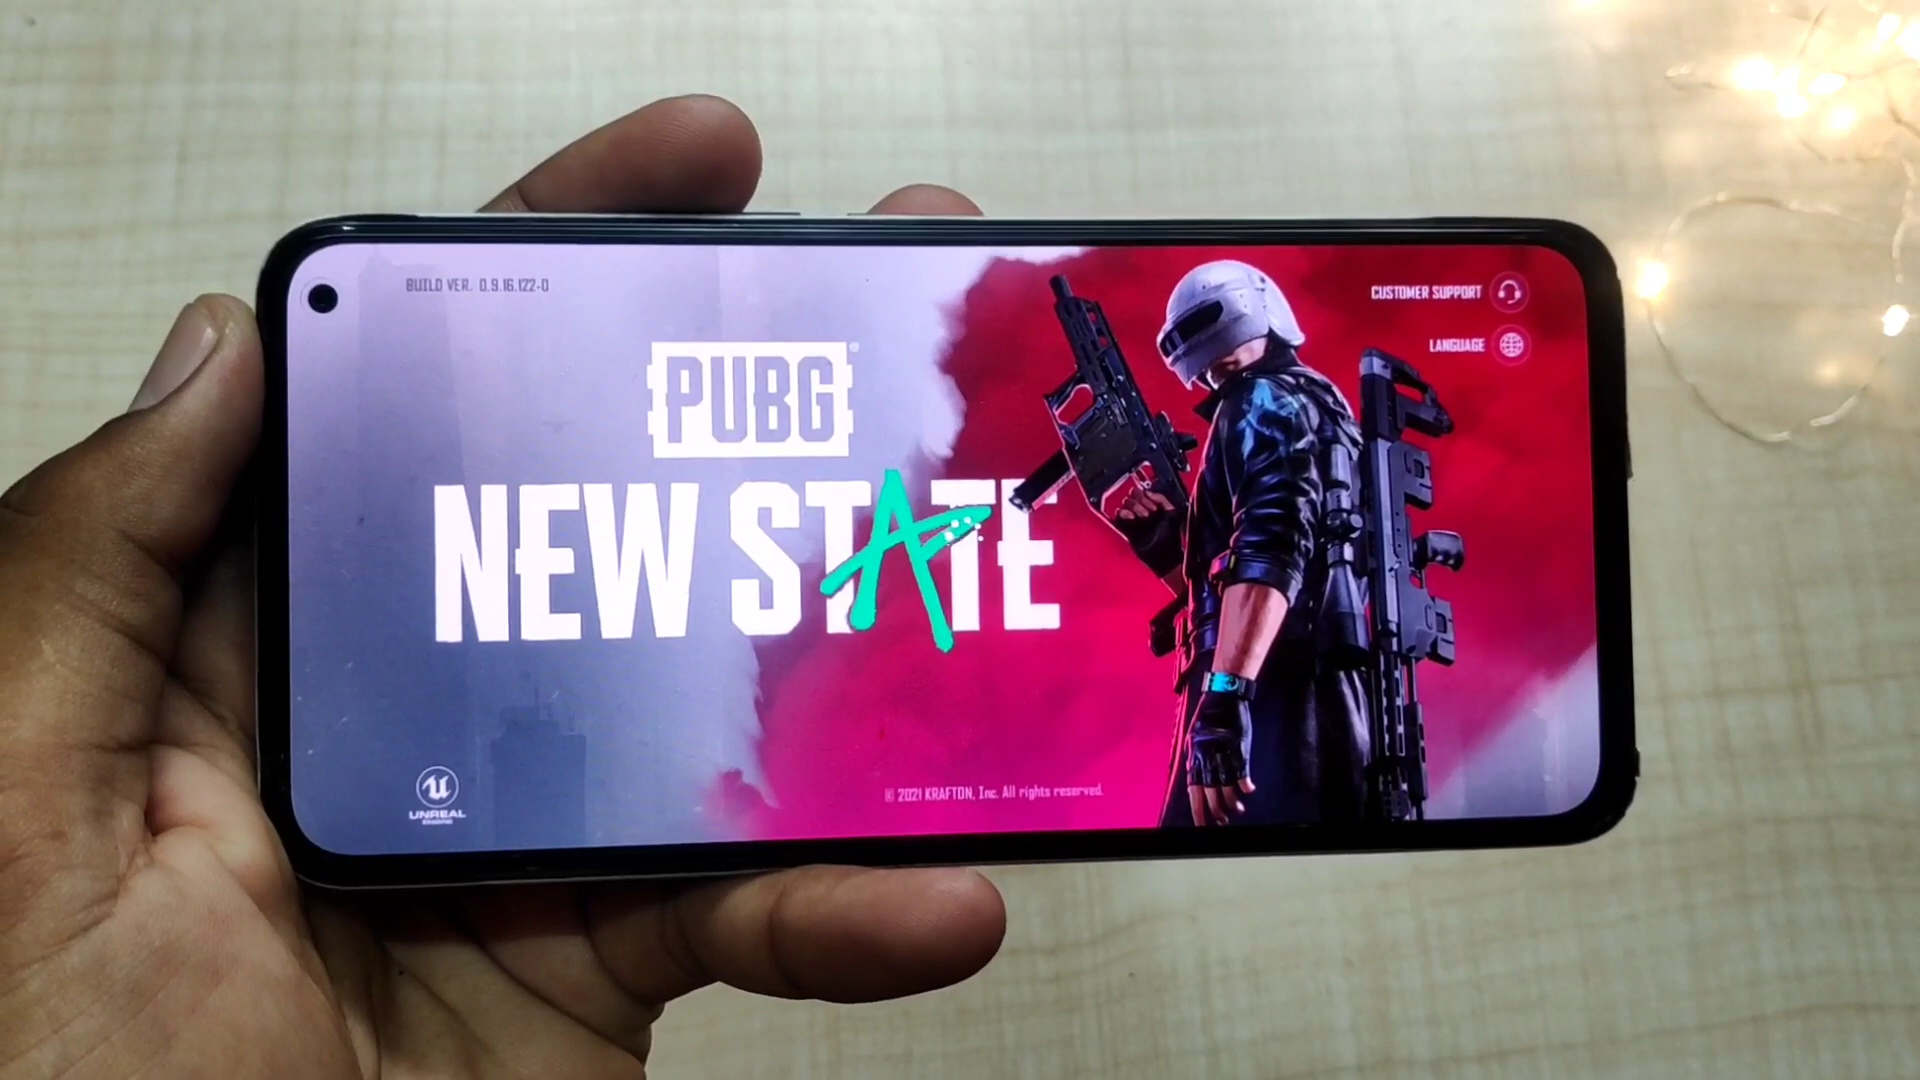 BUILD VER. 0.9.16.122-0
CUSTOMER SUPPORT
LANGUAGE
PUBG®
NEW STATE
UNREAL
ENGINE
© 2021 KRAFTON, Inc. All rights reserved.